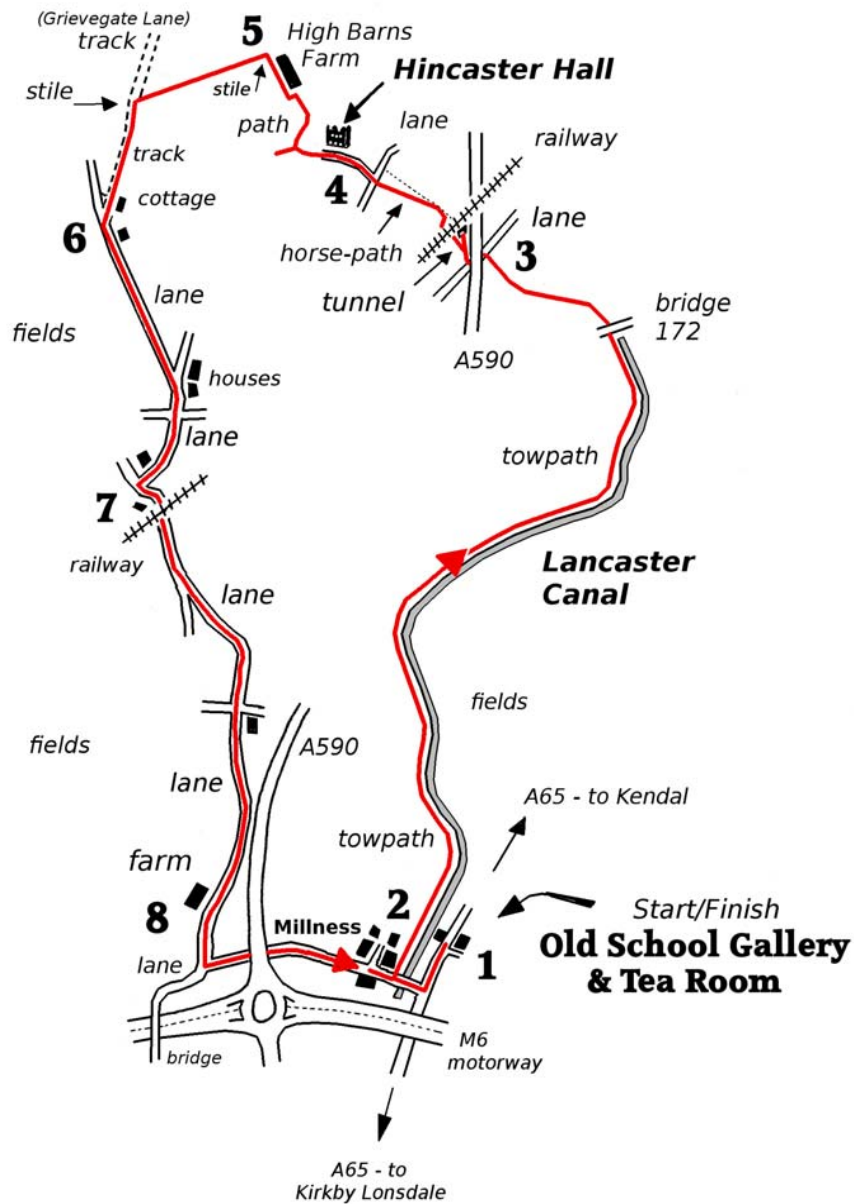 (Grievegate Lane)
track
5
High Barns
Farm
stile
stile
Hincaster Hall
path
lane
railway
track
4
cottage
6
horse-path
lane
3
tunnel
lane
bridge
172
fields
A590
houses
lane
towpath
7
railway
Lancaster
Canal
lane
fields
fields
A590
lane
A65 - to Kendal
towpath
farm
8
2
Millness
Start/Finish
1
Old School Gallery
& Tea Room
lane
M6
motorway
bridge
A65 - to
Kirkby Lonsdale